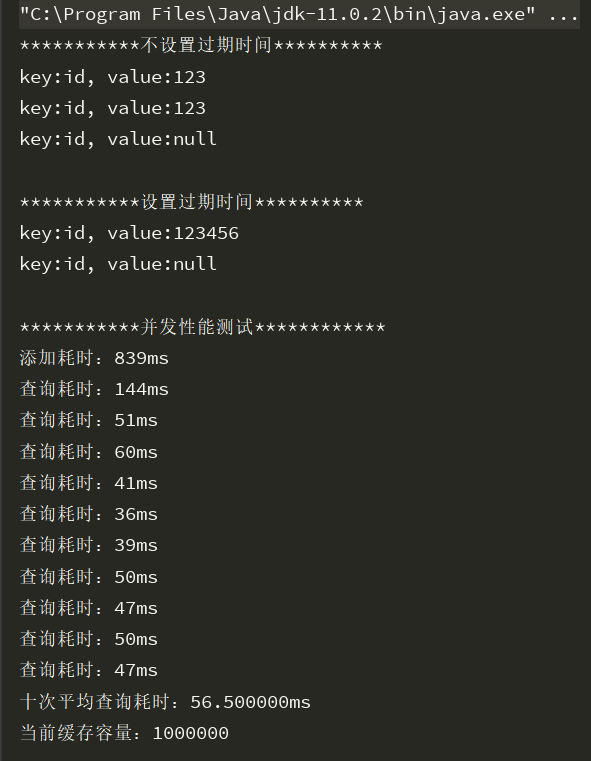 "C:\Program Files\Java\jdk-11.0.2\bin\java.exe" ...
***********不设置过期时间**********
key:id, value:123
key:id, value:123
key:id, value:null
***********设置过期时间**********
key:id, value:123456
key:id, value:null
***********并发性能测试************
添加耗时：839ms
查询耗时：144ms
查询耗时：51ms
查询耗时：60ms
查询耗时：41ms
查询耗时：36ms
查询耗时：39ms
查询耗时：50ms
查询耗时：47ms
查询耗时：50ms
查询耗时：47ms
十次平均查询耗时：56.500000ms
当前缓存容量：1000000